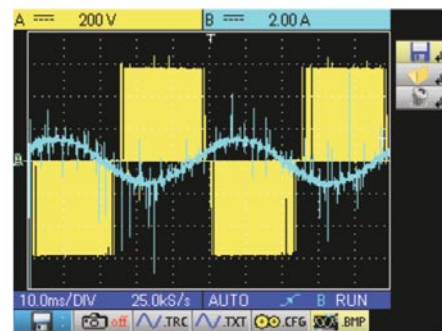 A 200 V B 2.00 A
T
B
10.0ms/DIV 25.0kS/s AUTO B RUN
off .TRC .TXT .CFG .BMP